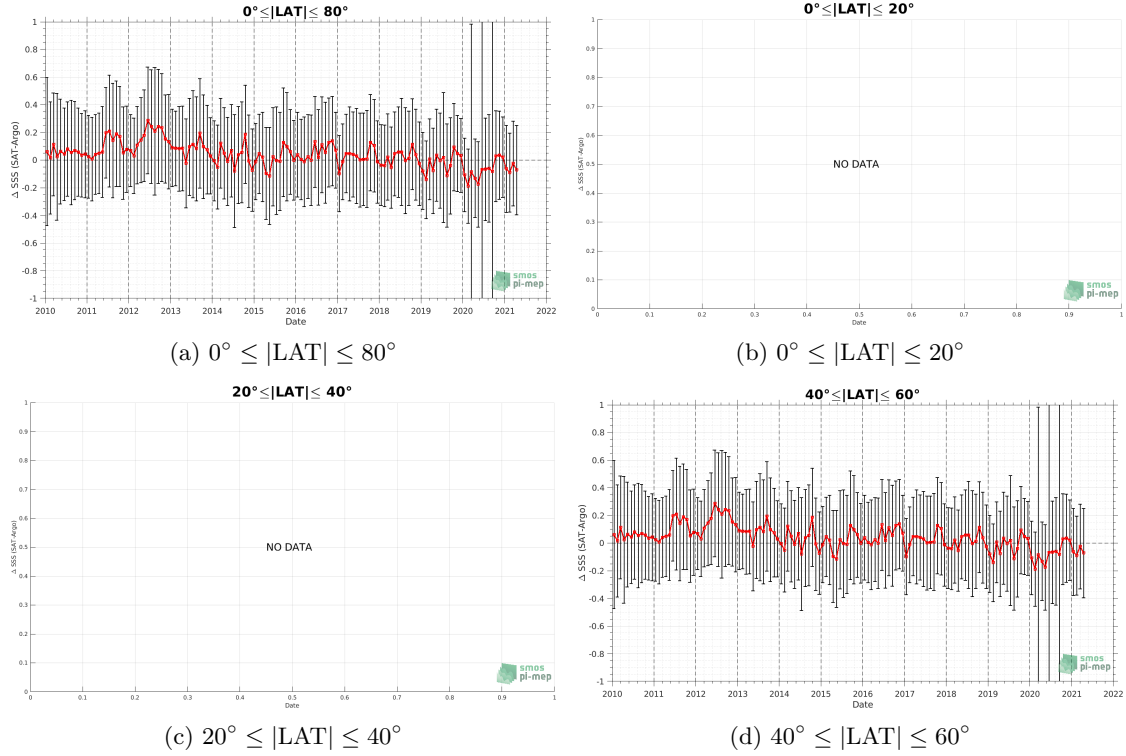 0°≤|LAT|≤ 80°
1
0.8
0.6
0.4
0.2
0
-0.2
-0.4
-0.6
-0.8
-1
Δ SSS (SAT-Argo)
2010 2011 2012 2013 2014 2015 2016 2017 2018 2019 2020 2021 2022
Date
smos
pi-mep
(a) 0° ≤ |LAT| ≤ 80°
0°≤|LAT|≤ 20°
1
0.9
0.8
0.7
0.6
0.5
0.4
0.3
0.2
0.1
0
Δ SSS (SAT-Argo)
NO DATA
0 0.1 0.2 0.3 0.4 0.5 0.6 0.7 0.8 0.9 1
Date
smos
pi-mep
(b) 0° ≤ |LAT| ≤ 20°
20°≤|LAT|≤ 40°
1
0.9
0.8
0.7
0.6
0.5
0.4
0.3
0.2
0.1
0
Δ SSS (SAT-Argo)
NO DATA
0 0.1 0.2 0.3 0.4 0.5 0.6 0.7 0.8 0.9 1
Date
smos
pi-mep
(c) 20° ≤ |LAT| ≤ 40°
40°≤|LAT|≤ 60°
1
0.8
0.6
0.4
0.2
0
-0.2
-0.4
-0.6
-0.8
-1
Δ SSS (SAT-Argo)
2010 2011 2012 2013 2014 2015 2016 2017 2018 2019 2020 2021 2022
Date
smos
pi-mep
(d) 40° ≤ |LAT| ≤ 60°